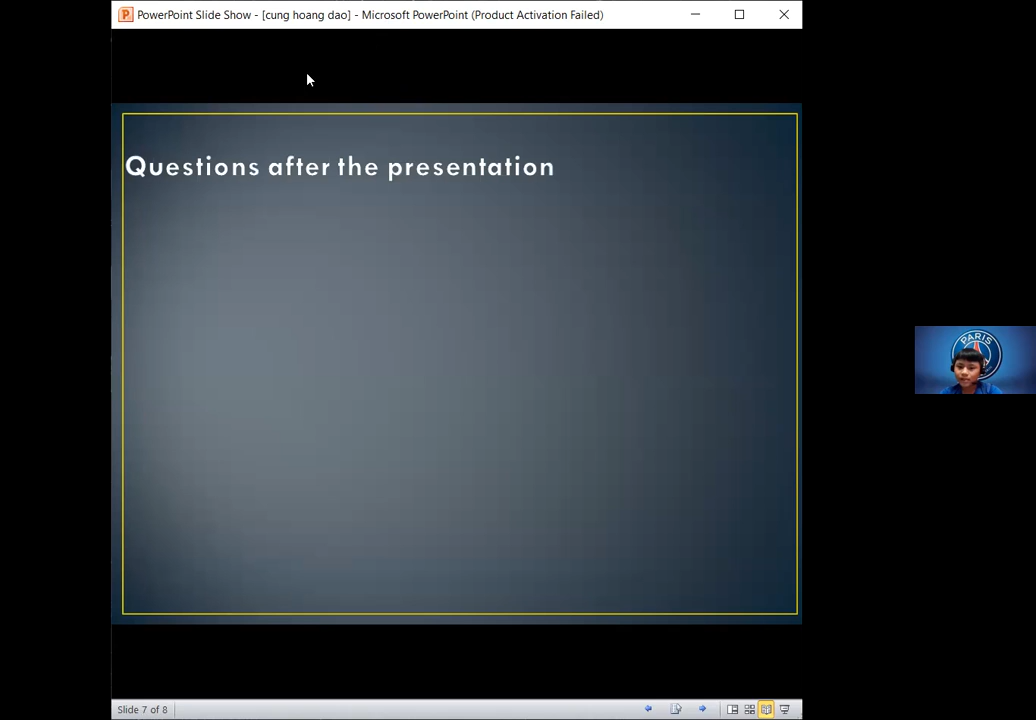 PowerPoint Slide Show - [cung hoang dao] - Microsoft PowerPoint (Product Activation Failed)
Questions after the presentation
PARIS
Slide 7 of 8